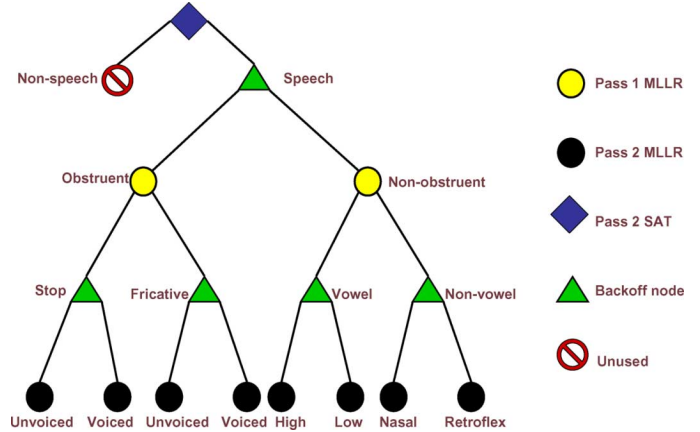 Non-speech
Speech
Pass 1 MLLR
Pass 2 MLLR
Obstruent
Non-obstruent
Pass 2 SAT
Stop
Fricative
Vowel
Non-vowel
Backoff node
Unused
Unvoiced
Voiced
Unvoiced
Voiced
High
Low
Nasal
Retroflex